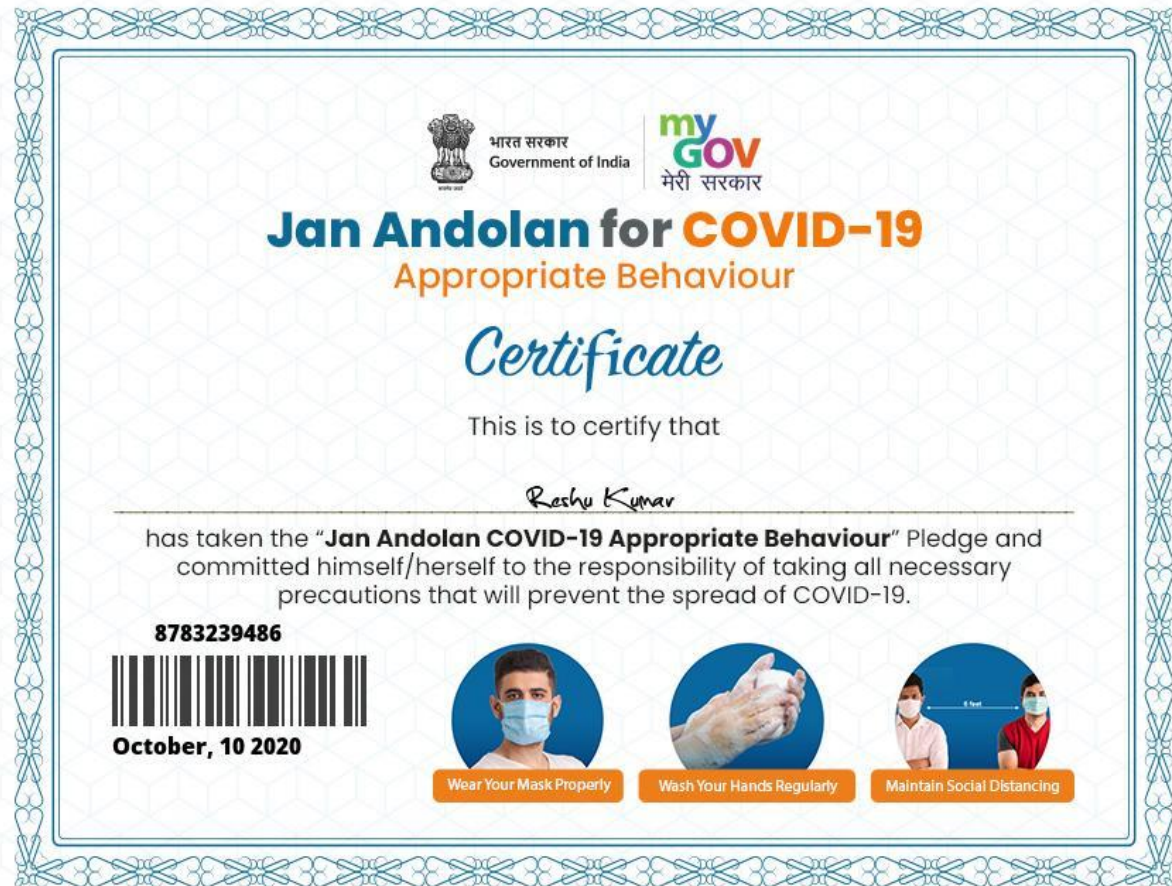 भारत सरकार
Government of India
my
GOV
मेरी सरकार
Jan Andolan for COVID-19
Appropriate Behaviour
Certificate
This is to certify that
Reshu Kumar
has taken the “Jan Andolan COVID-19 Appropriate Behaviour” Pledge and
committed himself/herself to the responsibility of taking all necessary
precautions that will prevent the spread of COVID-19.
8783239486
October, 10 2020
6 feet
Wear Your Mask Properly
Wash Your Hands Regularly
Maintain Social Distancing